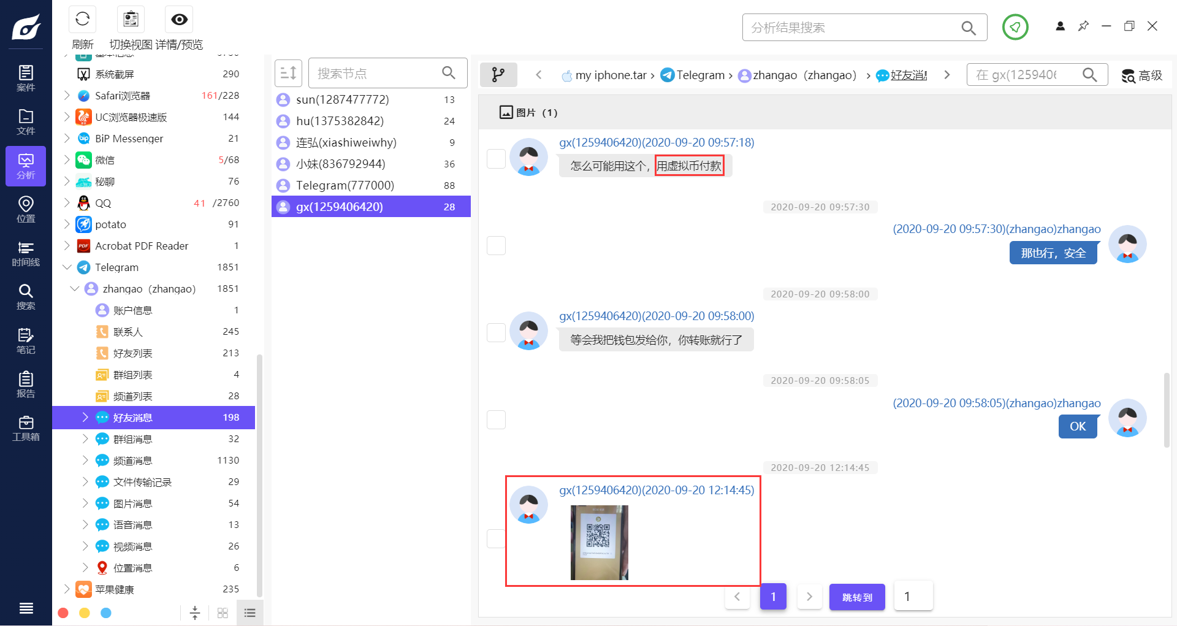 刷新
切换视图
详情/预览
分析结果搜索
案件
文件
分析
位置
时间线
搜索
笔记
报告
工具箱
系统截屏 290
Safari浏览器 161/228
UC浏览器极速版 144
BiP Messenger 21
微信 5/68
秘聊 76
QQ 41 /2760
potato 91
Acrobat PDF Reader 1
Telegram 1851
zhangao（zhangao） 1851
账户信息 1
联系人 245
好友列表 213
群组列表 4
频道列表 28
好友消息 198
群组消息 32
频道消息 1130
文件传输记录 29
图片消息 54
语音消息 13
视频消息 26
位置消息 6
苹果健康 235
搜索节点
sun(1287477772) 13
hu(1375382842) 24
连弘(xiashiweiwhy) 9
小妹(836792944) 36
Telegram(777000) 88
gx(1259406420) 28
my iphone.tar
Telegram
zhangao（zhangao）
好友消
在 gx(1259406
高级
图片（1）
gx(1259406420)(2020-09-20 09:57:18)
怎么可能用这个，用虚拟币付款
2020-09-20 09:57:30
(2020-09-20 09:57:30)(zhangao)zhangao
那也行，安全
2020-09-20 09:58:00
gx(1259406420)(2020-09-20 09:58:00)
等会我把钱包发给你，你转账就行了
2020-09-20 09:58:05
(2020-09-20 09:58:05)(zhangao)zhangao
OK
2020-09-20 12:14:45
gx(1259406420)(2020-09-20 12:14:45)
1
跳转到
1